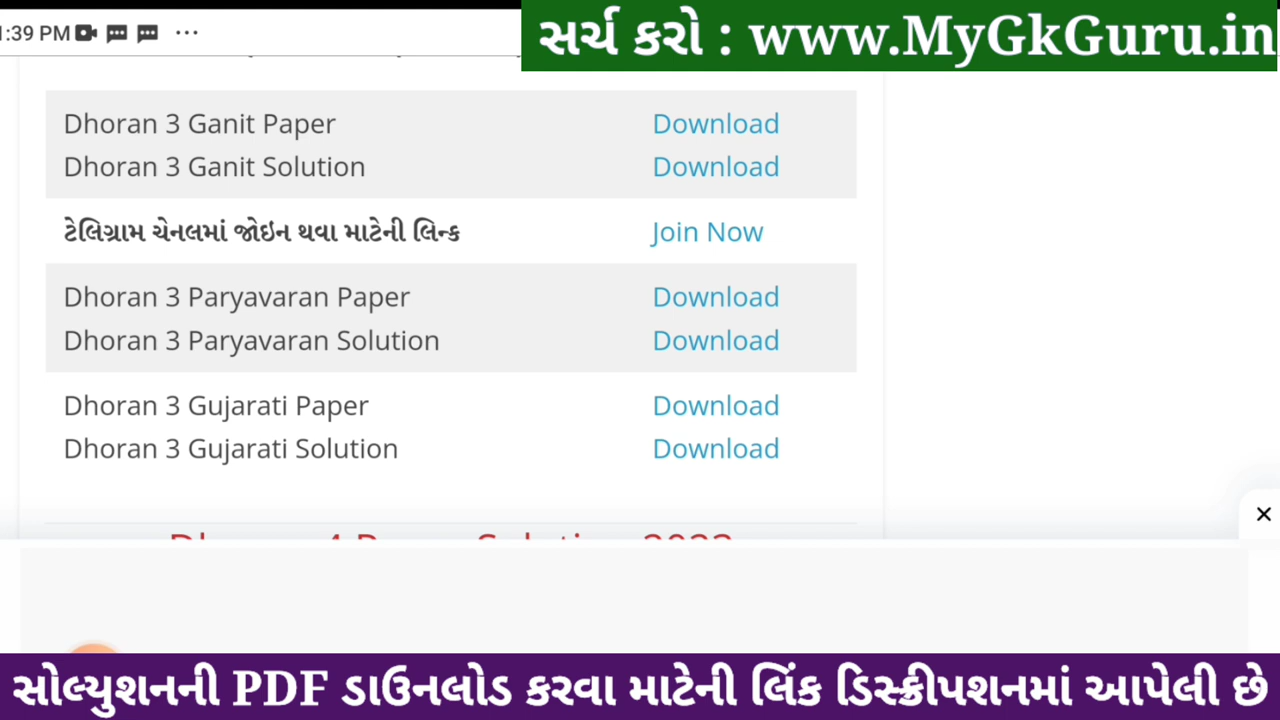 :39 PM
સર્ચ કરો : www.MyGkGuru.in
Dhoran 3 Ganit Paper Download
Dhoran 3 Ganit Solution Download
ટેલિગ્રામ ચેનલમાં જોઇન થવા માટેની લિન્ક Join Now
Dhoran 3 Paryavaran Paper Download
Dhoran 3 Paryavaran Solution Download
Dhoran 3 Gujarati Paper Download
Dhoran 3 Gujarati Solution Download
સોલ્યુશનની PDF ડાઉનલોડ કરવા માટેની લિંક ડિસ્ક્રીપશનમાં આપેલી છે